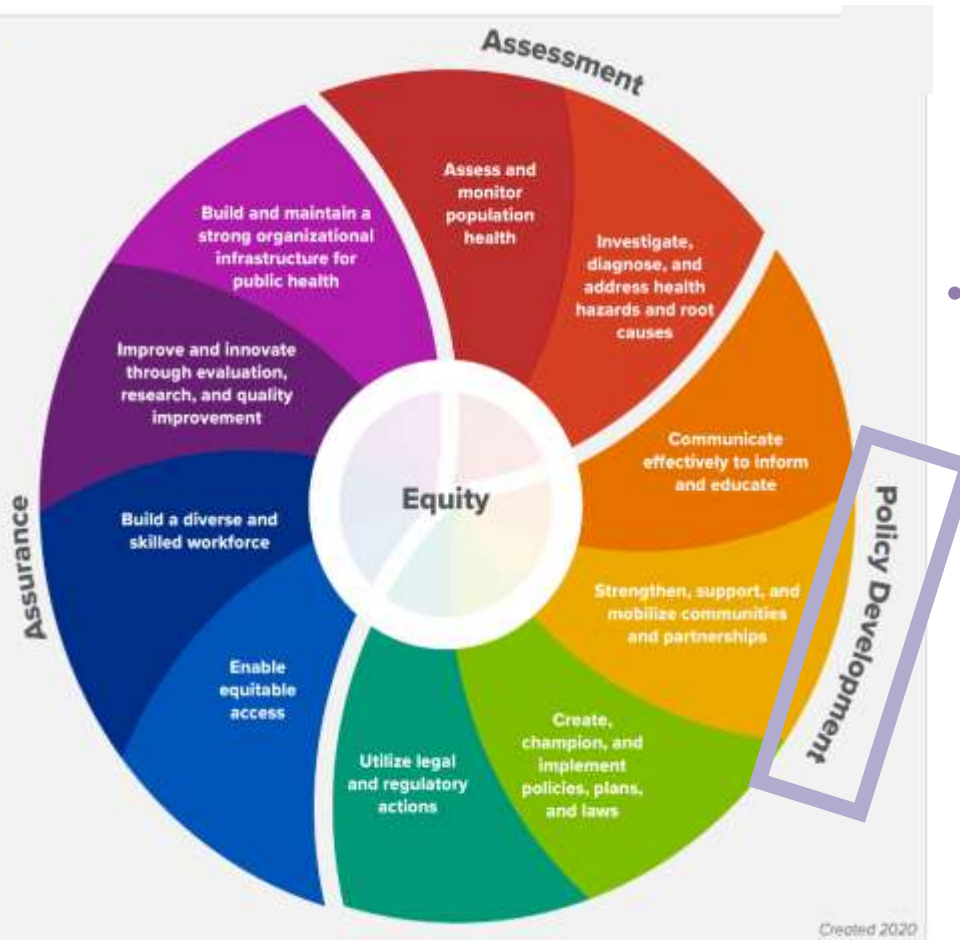 Assessment
Assess and
monitor
population
health
Investigate,
diagnose, and
address health
hazards and root
causes
Communicate
effectively to inform
and educate
Policy Development
Strengthen, support, and
mobilize communities
and partnerships
Create,
champion, and
implement
policies, plans,
and laws
Utilize legal
and regulatory
actions
Enable
equitable
access
Assurance
Build a diverse and
skilled workforce
Improve and innovate
through evaluation,
research, and quality
improvement
Build and maintain a
strong organizational
infrastructure for
public health
Equity
Created 2020